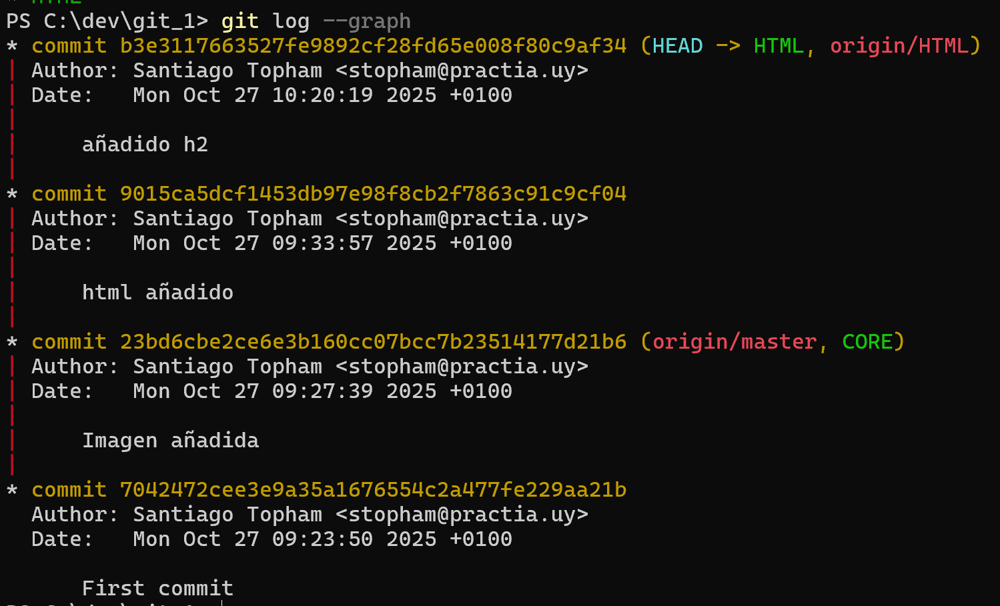 * HTML
PS C:\dev\git_1> git log --graph
* commit b3e3117663527fe9892cf28fd65e008f80c9af34 (HEAD -> HTML, origin/HTML)
| Author: Santiago Topham <stopham@practia.uy>
| Date:   Mon Oct 27 10:20:19 2025 +0100
|
|     añadido h2
|
* commit 9015ca5dcf1453db97e98f8cb2f7863c91c9cf04
| Author: Santiago Topham <stopham@practia.uy>
| Date:   Mon Oct 27 09:33:57 2025 +0100
|
|     html añadido
|
* commit 23bd6cbe2ce6e3b160cc07bcc7b23514177d21b6 (origin/master, CORE)
| Author: Santiago Topham <stopham@practia.uy>
| Date:   Mon Oct 27 09:27:39 2025 +0100
|
|     Imagen añadida
|
* commit 7042472cee3e9a35a1676554c2a477fe229aa21b
  Author: Santiago Topham <stopham@practia.uy>
  Date:   Mon Oct 27 09:23:50 2025 +0100

      First commit